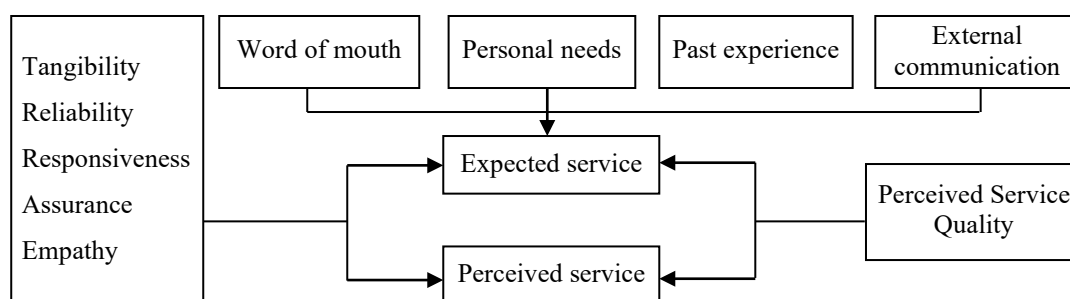 Tangibility
Reliability
Responsiveness
Assurance
Empathy
Word of mouth
Personal needs
Past experience
External
communication
Expected service
Perceived service
Perceived Service
Quality